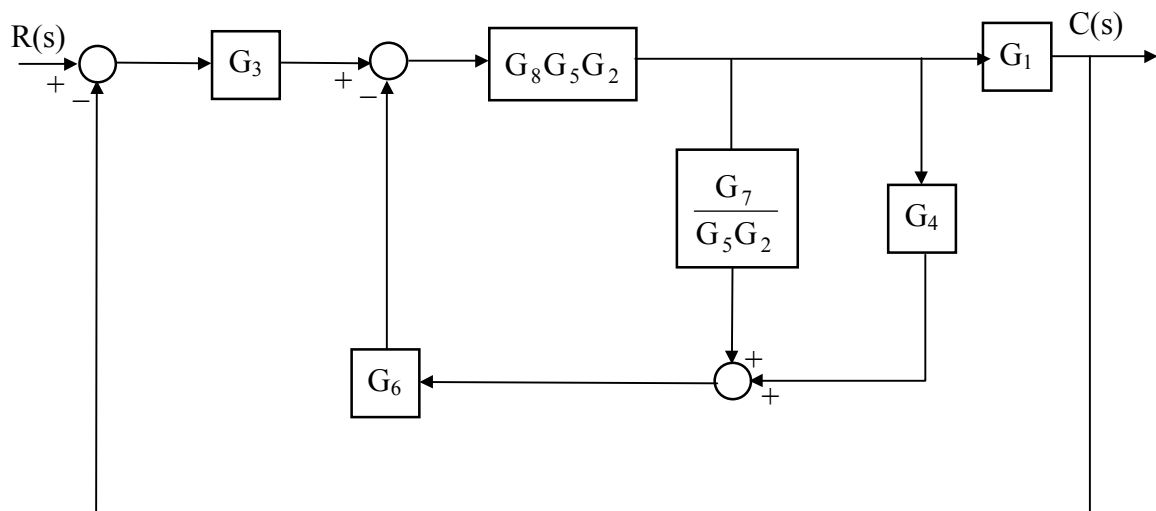 R(s)
C(s)
G₃
G₈G₅G₂
G₁
+
−
+
−
G₇
G₅G₂
G₄
G₆
+
+